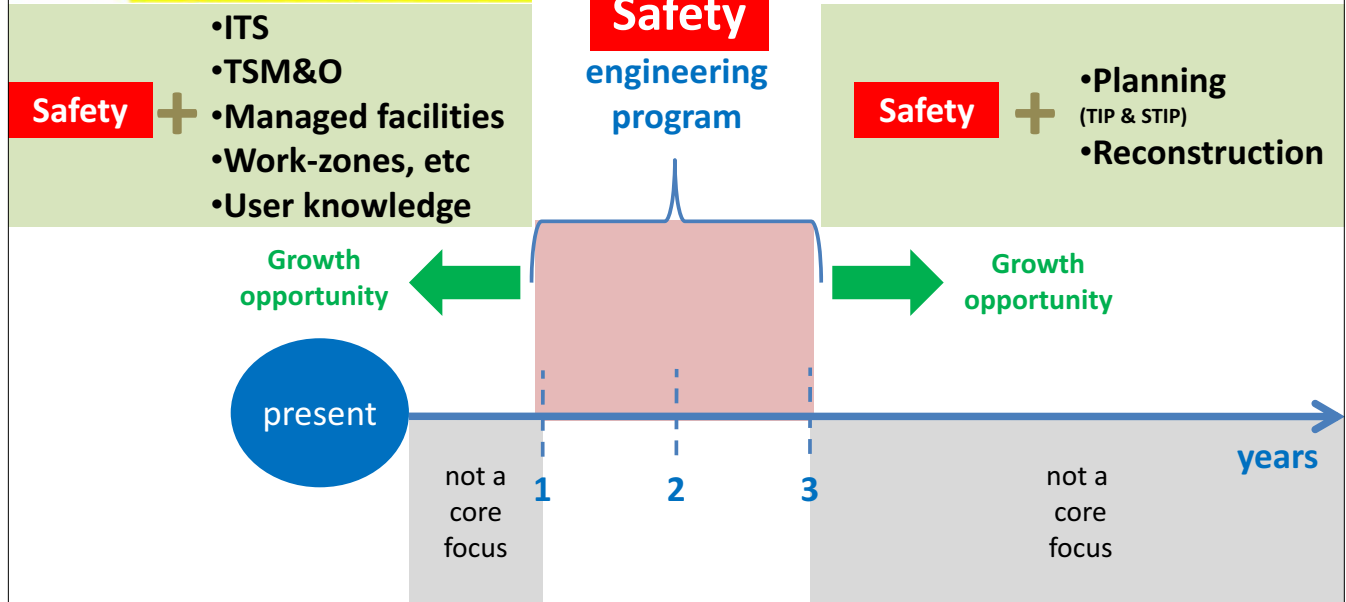 Safety
•ITS
•TSM&O
•Managed facilities
•Work-zones, etc
•User knowledge
Safety
engineering
program
Safety
•Planning
(TIP & STIP)
•Reconstruction
Growth
opportunity
Growth
opportunity
present
years
not a
core
focus
1
2
3
not a
core
focus